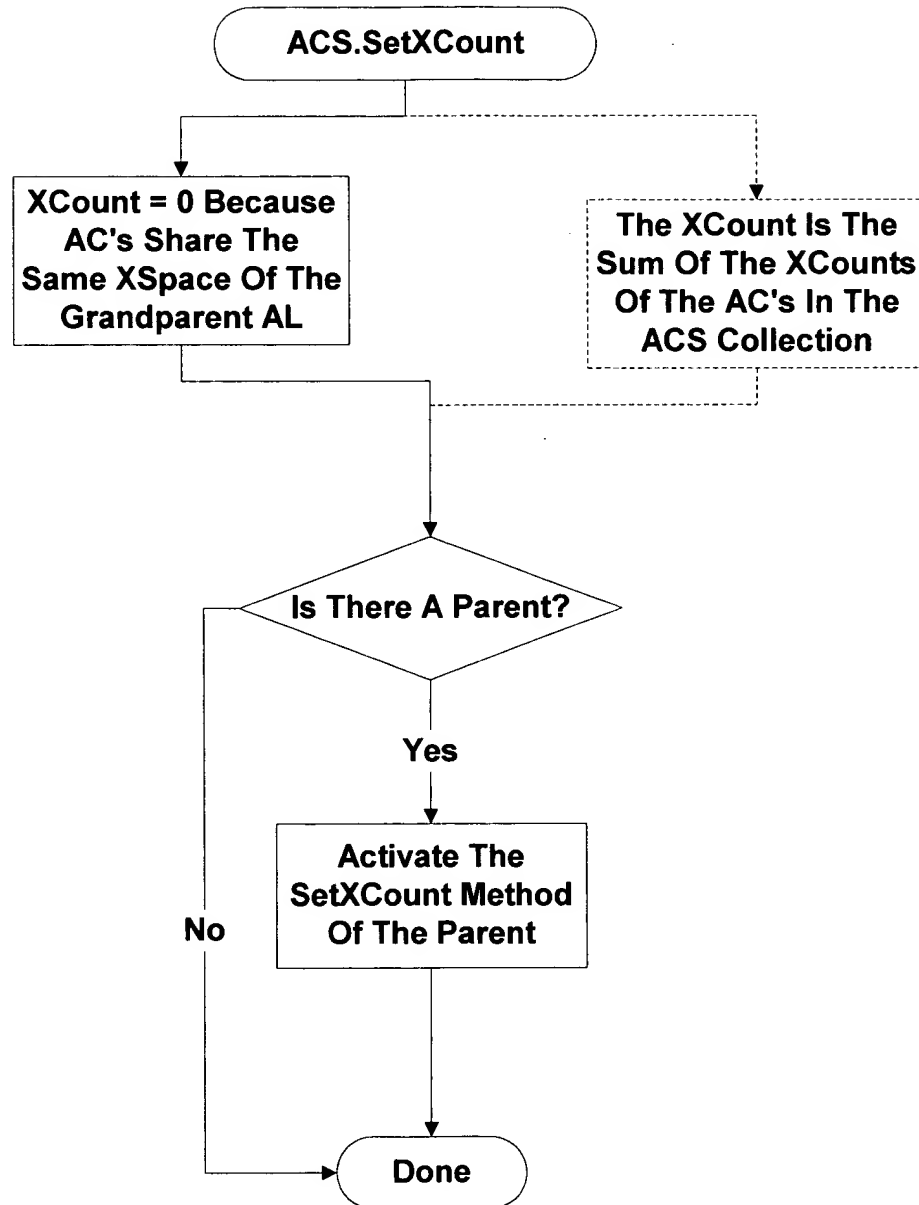 ACS.SetXCount
XCount = 0 Because
AC's Share The
Same XSpace Of The
Grandparent AL
The XCount Is The
Sum Of The XCounts
Of The AC's In The
ACS Collection
Is There A Parent?
Yes
Activate The
SetXCount Method
Of The Parent
No
Done